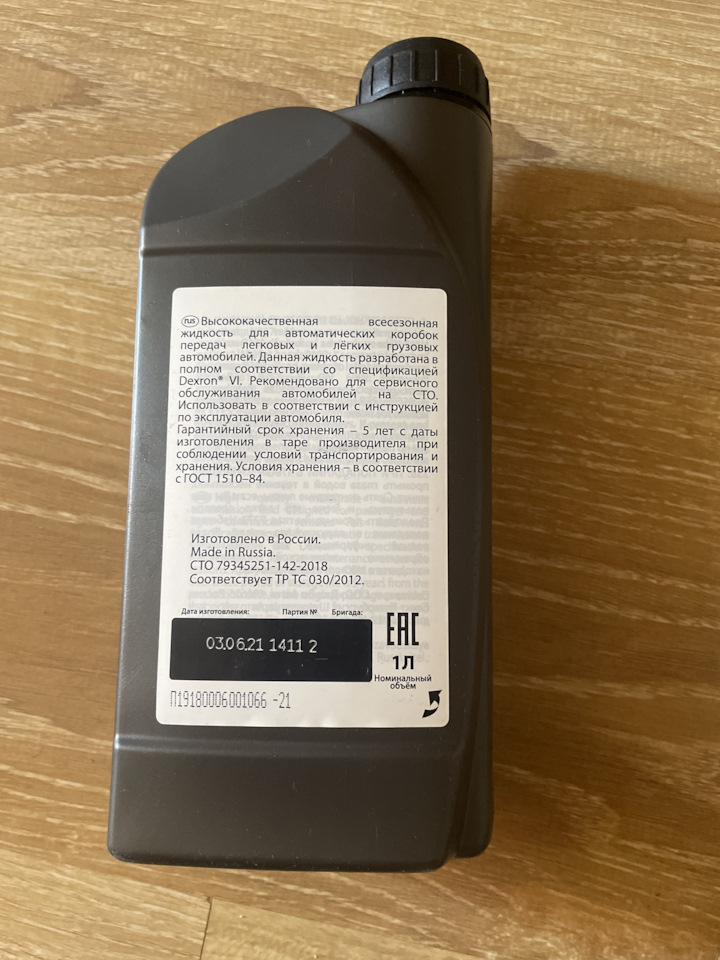 rus Высококачественная всесезонная
жидкость для автоматических коробок
передач легковых и лёгких грузовых
автомобилей. Данная жидкость разработана в
полном соответствии со спецификацией
Dexron® VI. Рекомендовано для сервисного
обслуживания автомобилей на СТО.
Использовать в соответствии с инструкцией
по эксплуатации автомобиля.
Гарантийный срок хранения – 5 лет с даты
изготовления в таре производителя при
соблюдении условий транспортирования и
хранения. Условия хранения – в соответствии
с ГОСТ 1510–84.
Изготовлено в России.
Made in Russia.
СТО 79345251-142-2018
Соответствует ТР ТС 030/2012.
Дата изготовления: Партия № Бригада:
03.06.21 1411 2
EAC
1Л
Номинальный
объём
П19180006001066 -21